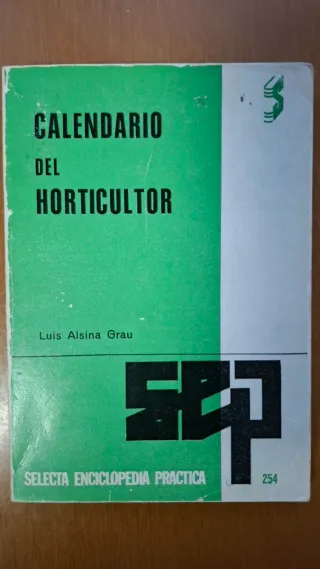 CALENDARIO
DEL
HORTICULTOR
Luis Alsina Grau
sep
SELECTA ENCICLOPEDIA PRACTICA
254